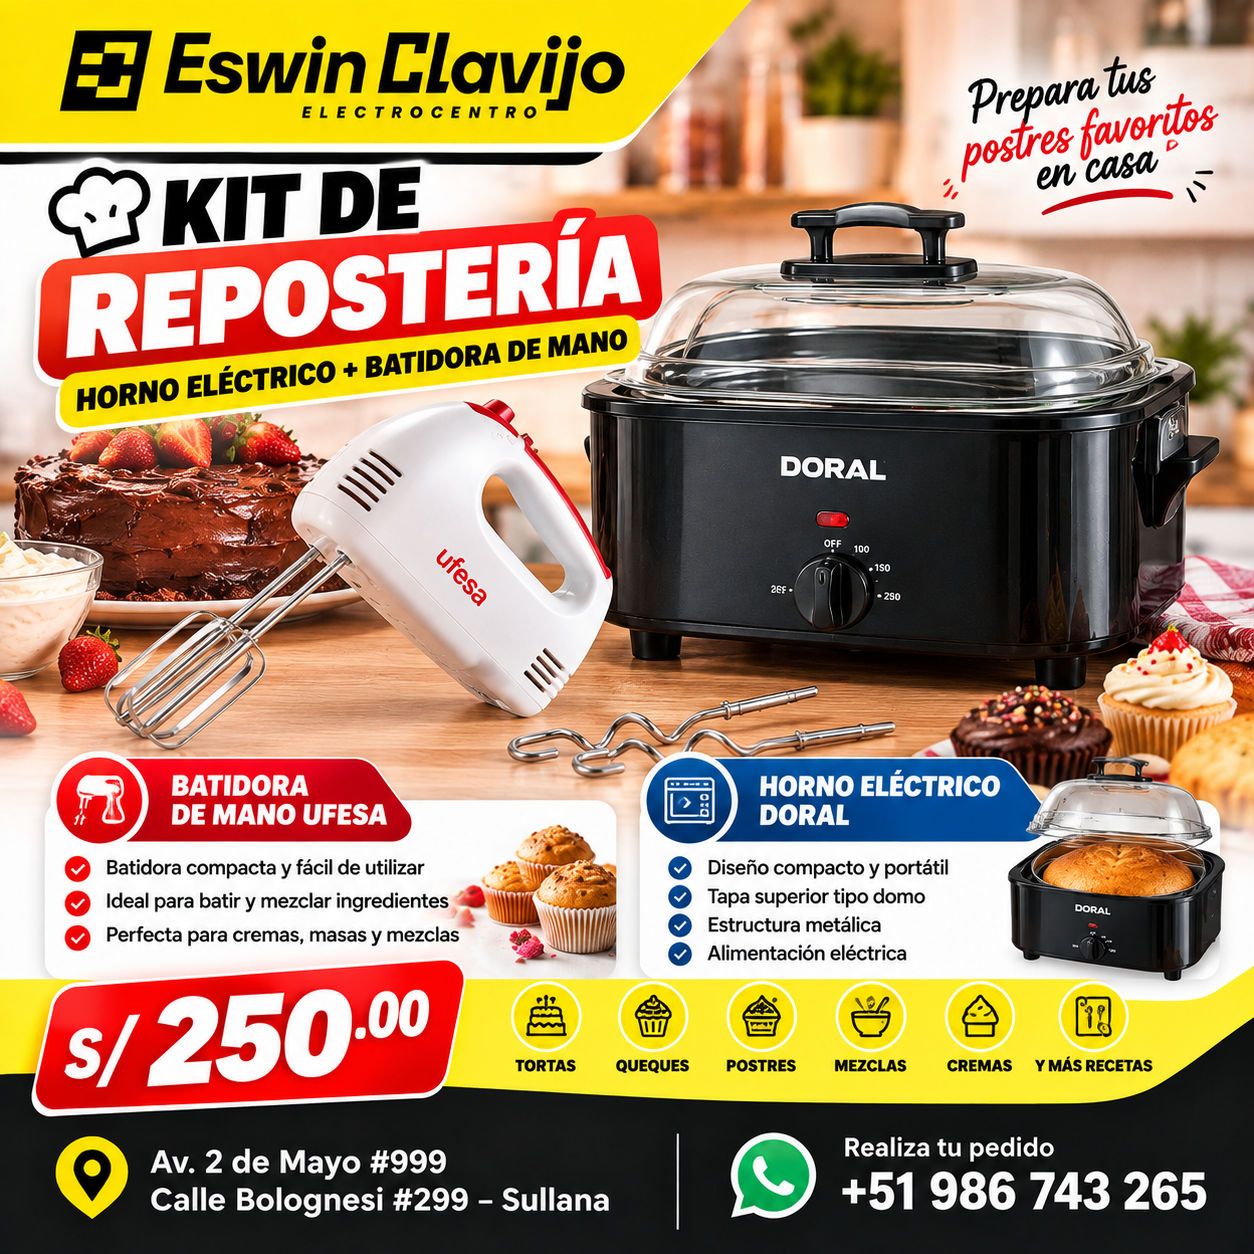 Eswin Clavijo
ELECTROCENTRO
Prepara tus
postres favoritos
en casa
KIT DE
REPOSTERÍA
HORNO ELÉCTRICO + BATIDORA DE MANO
ufesa
DORAL
OFF
100
150
250
BATIDORA
DE MANO UFESA
Batidora compacta y fácil de utilizar
Ideal para batir y mezclar ingredientes
Perfecta para cremas, masas y mezclas
HORNO ELÉCTRICO
DORAL
Diseño compacto y portátil
Tapa superior tipo domo
Estructura metálica
Alimentación eléctrica
DORAL
S/ 250.00
TORTAS
QUEQUES
POSTRES
MEZCLAS
CREMAS
Y MÁS RECETAS
Av. 2 de Mayo #999
Calle Bolognesi #299 – Sullana
Realiza tu pedido
+51 986 743 265